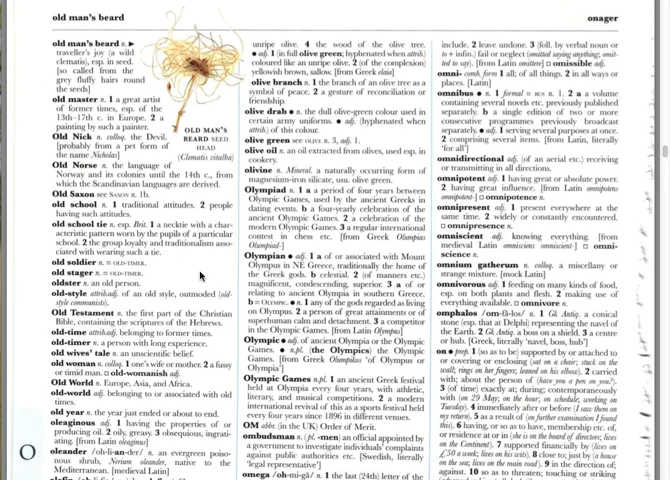 old man's beard
onager
old man's beard n. ▶
traveller's joy (a wild
clematis), esp. in seed.
[so called from the
grey fluffy hairs round
the seeds]
old master n. 1 a great artist
of former times, esp. of the
13th–17th c. in Europe. 2 a
painting by such a painter.
Old Nick n. colloq. the Devil.
[probably from a pet form of
the name Nicholas]
OLD MAN'S
BEARD SEED
HEAD
(Clematis vitalba)
Old Norse n. the language of
Norway and its colonies until the 14th c., from
which the Scandinavian languages are derived.
Old Saxon see SAXON n. 1b.
old school n. 1 traditional attitudes. 2 people
having such attitudes.
old school tie n. esp. Brit. 1 a necktie with a char-
acteristic pattern worn by the pupils of a particular
school. 2 the group loyalty and traditionalism assoc-
iated with wearing such a tie.
old soldier n. = OLD-TIMER.
old stager n. = OLD-TIMER.
oldster n. an old person.
old-style attrib.adj. of an old style, outmoded (old-
style communists).
Old Testament n. the first part of the Christian
Bible, containing the scriptures of the Hebrews.
old-time attrib.adj. belonging to former times.
old-timer n. a person with long experience.
old wives' tale n. an unscientific belief.
old woman n. colloq. 1 one's wife or mother. 2 a fussy
or timid man. □ old-womanish adj.
Old World n. Europe, Asia, and Africa.
old-world adj. belonging to or associated with old
times.
old year n. the year just ended or about to end.
oleaginous adj. 1 having the properties of or
producing oil. 2 oily, greasy. 3 obsequious, ingrati-
ating. [from Latin oleaginus]
O
oleander /oh-li-an-der/ n. an evergreen poiso-
nous shrub, Nerium oleander, native to the
Mediterranean. [medieval Latin]
unripe olive. 4 the wood of the olive tree.
● adj. 1 (in full olive green; hyphenated when attrib.)
coloured like an unripe olive. 2 (of the complexion)
yellowish brown, sallow. [from Greek elaia]
olive branch n. 1 the branch of an olive tree as a
symbol of peace. 2 a gesture of reconciliation or
friendship.
olive drab ● n. the dull olive-green colour used in
certain army uniforms. ● adj. (hyphenated when
attrib.) of this colour.
olive green see OLIVE n. 3, adj. 1.
olive oil n. an oil extracted from olives, used esp. in
cookery.
olivine n. Mineral. a naturally occurring form of
magnesium-iron silicate, usu. olive green.
Olympiad n. 1 a a period of four years between
Olympic Games, used by the ancient Greeks in
dating events. b a four-yearly celebration of the
ancient Olympic Games. 2 a celebration of the
modern Olympic Games. 3 a regular international
contest in chess etc. [from Greek Olumpias
Olumpiad-]
Olympian ● adj. 1 a of or associated with Mount
Olympus in NE Greece, traditionally the home of
the Greek gods. b celestial. 2 (of manners etc.)
magnificent, condescending, superior. 3 a of or
relating to ancient Olympia in southern Greece.
b = OLYMPIC. ● n. 1 any of the gods regarded as living
on Olympus. 2 a person of great attainments or of
superhuman calm and detachment. 3 a competitor
in the Olympic Games. [from Latin Olympus]
Olympic ● adj. of ancient Olympia or the Olympic
Games. ● n.pl. (the Olympics) the Olympic
Games. [from Greek Olumpikos 'of Olympus or
Olympia']
Olympic Games n.pl. 1 an ancient Greek festival
held at Olympia every four years, with athletic,
literary, and musical competitions. 2 a modern
international revival of this as a sports festival held
every four years since 1896 in different venues.
OM abbr. (in the UK) Order of Merit.
ombudsman n. (pl. -men) an official appointed by
a government to investigate individuals' complaints
against public authorities etc. [Swedish, literally
'legal representative']
omega /oh-mi-gă/ n. 1 the last (24th) letter of the
include. 2 leave undone. 3 (foll. by verbal noun or
to + infin.) fail or neglect (omitted saying anything; omit-
ted to say). [from Latin omittere] □ omissible adj.
omni- comb. form 1 all; of all things. 2 in all ways or
places. [Latin]
omnibus ● n. 1 formal = BUS n. 1. 2 a a volume
containing several novels etc. previously published
separately. b a single edition of two or more
consecutive programmes previously broadcast
separately. ● adj. 1 serving several purposes at once.
2 comprising several items. [from Latin, literally
'for all']
omnidirectional adj. (of an aerial etc.) receiving
or transmitting in all directions.
omnipotent adj. 1 having great or absolute power.
2 having great influence. [from Latin omnipotens
omnipotent-] □ omnipotence n.
omnipresent adj. 1 present everywhere at the
same time. 2 widely or constantly encountered.
□ omnipresence n.
omniscient adj. knowing everything. [from
medieval Latin omnisciens omniscient-] □ omni-
science n.
omnium gatherum n. colloq. a miscellany or
strange mixture. [mock Latin]
omnivorous adj. 1 feeding on many kinds of food,
esp. on both plants and flesh. 2 making use of
everything available. □ omnivore n.
omphalos /om-fă-los/ n. 1 Gk Antiq. a conical
stone (esp. that at Delphi) representing the navel of
the Earth. 2 Gk Antiq. a boss on a shield. 3 a centre
or hub. [Greek, literally 'navel, boss, hub']
on ● prep. 1 (so as to be) supported by or attached to
or covering or enclosing (sat on a chair; stuck on the
wall; rings on her fingers; leaned on his elbow). 2 carried
with; about the person of (have you a pen on you?).
3 (of time) exactly at; during; contemporaneously
with (on 29 May; on the hour; on schedule; working on
Tuesday). 4 immediately after or before (I saw them on
my return). 5 as a result of (on further examination I found
this). 6 having, or so as to have, membership etc. of,
or residence at or in (she is on the board of directors; lives
on the Continent). 7 supported financially by (lives on
£50 a week; lives on his wits). 8 close to; just by (a house
on the sea; lives on the main road). 9 in the direction of;
against. 10 so as to threaten; touching or striking